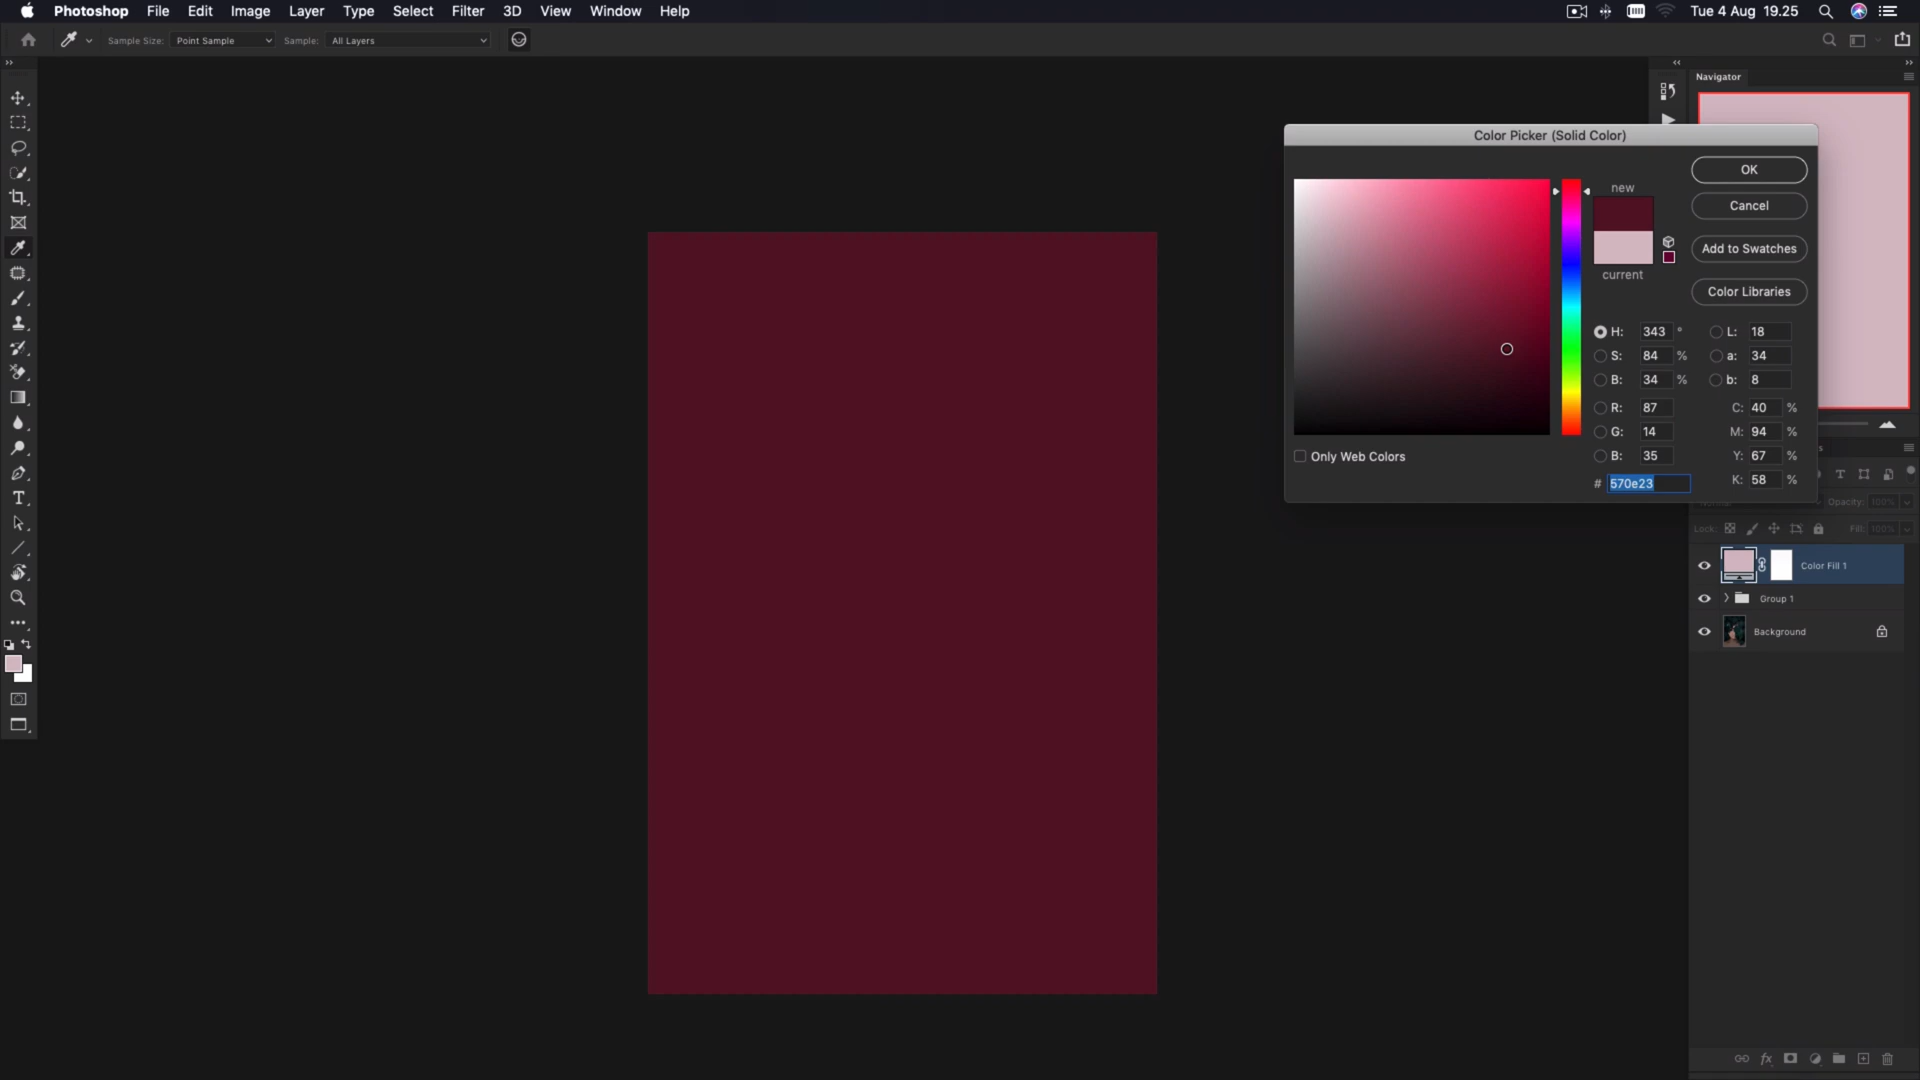 Photoshop File Edit Image Layer Type Select Filter 3D View Window Help Tue 4 Aug 19.25
Sample Size: Point Sample Sample: All Layers
Navigator
Color Picker (Solid Color)
new
current
OK
Cancel
Add to Swatches
Color Libraries
H: 343 ° L: 18
S: 84 % a: 34
B: 34 % b: 8
R: 87 C: 40 %
G: 14 M: 94 %
B: 35 Y: 67 %
# 570e23 K: 58 %
Only Web Colors
Opacity: 100%
Lock: Fill: 100%
Color Fill 1
Group 1
Background